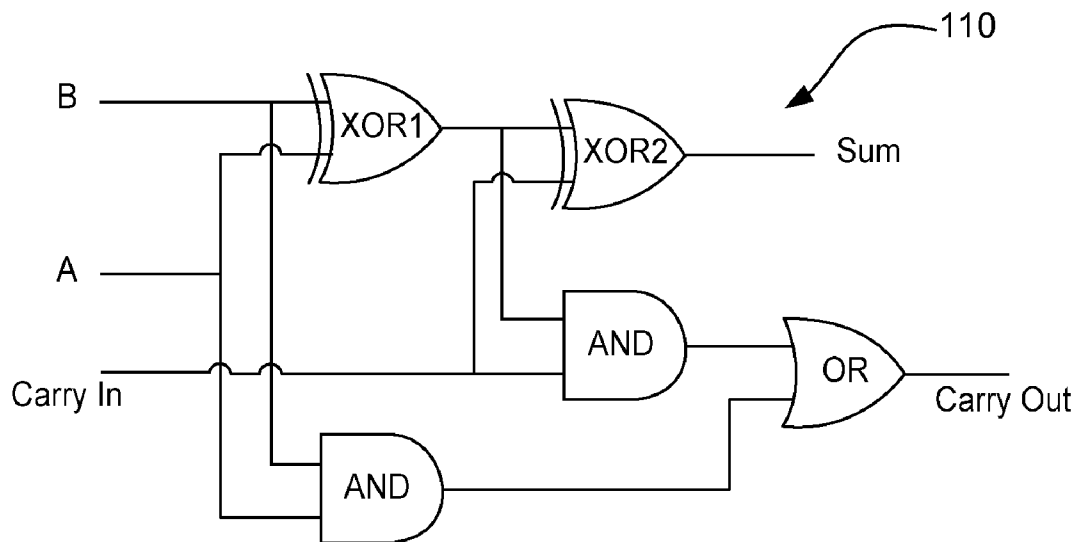 110
B
XOR1
XOR2
Sum
A
AND
OR
Carry In
Carry Out
AND